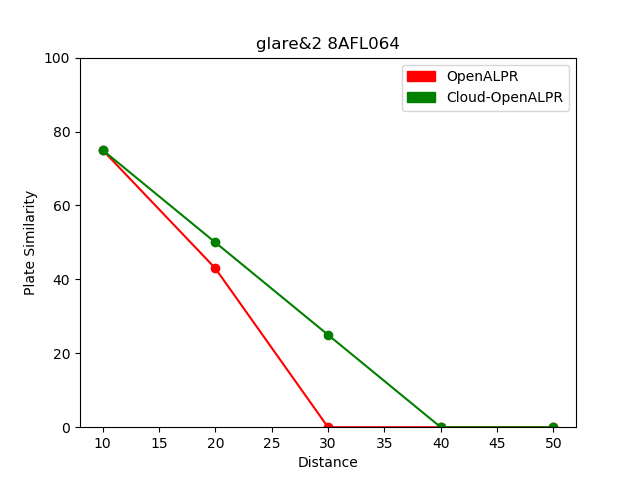 glare&2 8AFL064
OpenALPR
Cloud-OpenALPR
100
80
60
40
20
0
Plate Similarity
10 15 20 25 30 35 40 45 50
Distance